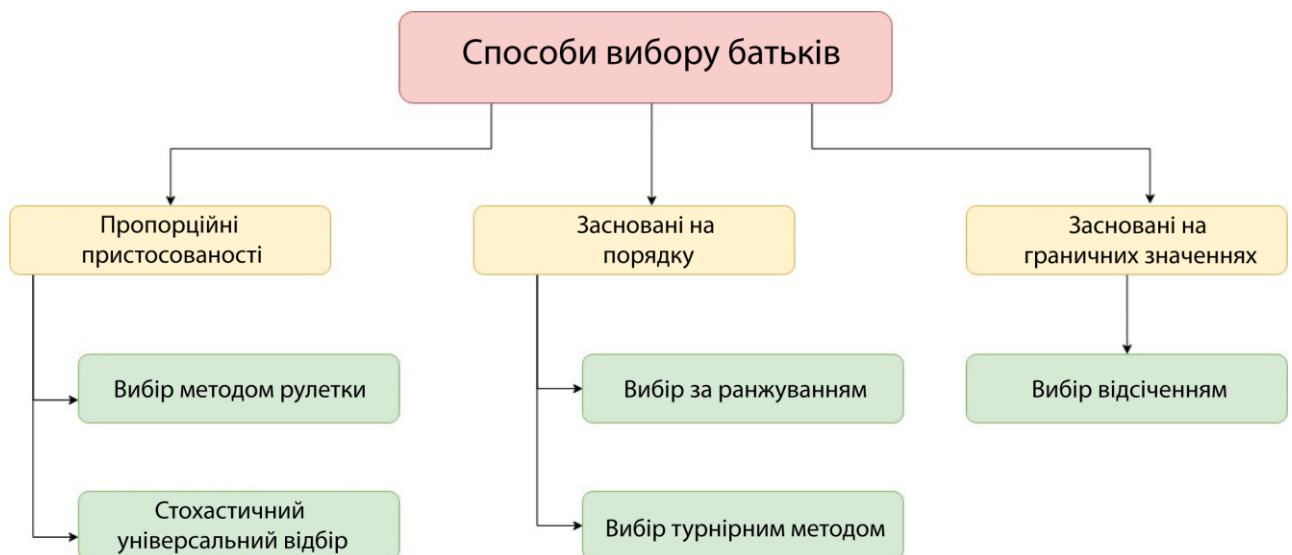 Способи вибору батьків
Пропорційні
пристосованості
Засновані на
порядку
Засновані на
граничних значеннях
Вибір методом рулетки
Вибір за ранжуванням
Вибір відсіченням
Стохастичний
універсальний відбір
Вибір турнірним методом